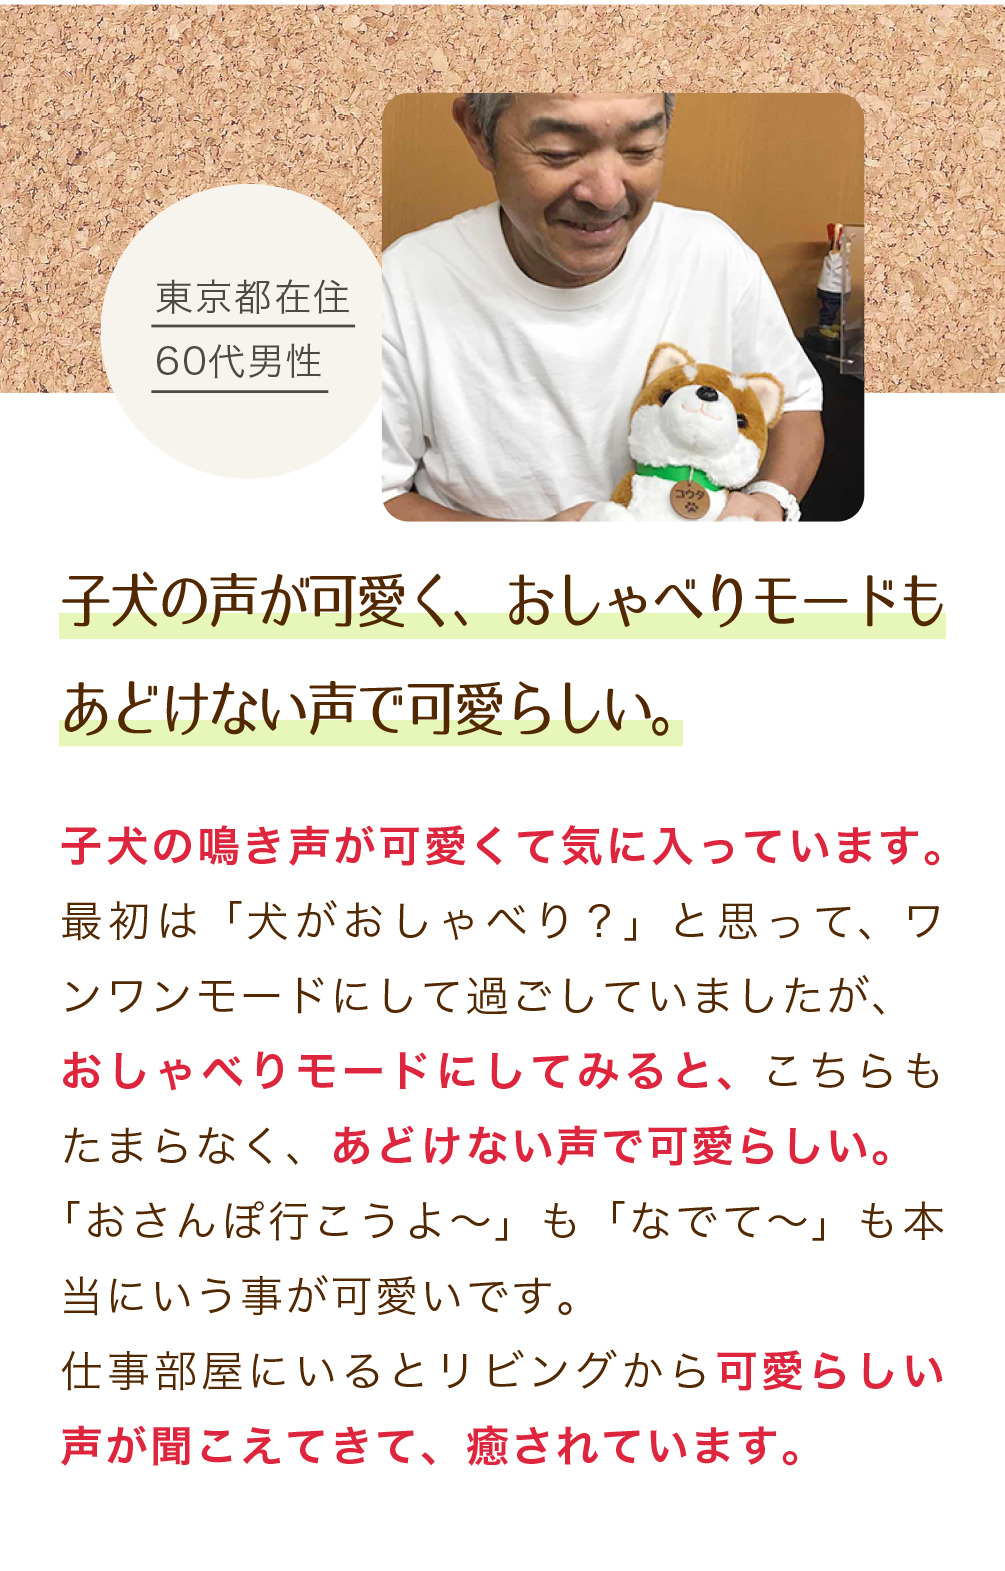 東京都在住
60代男性
コウタ
子犬の声が可愛く、おしゃべりモードも
あどけない声で可愛らしい。
子犬の鳴き声が可愛くて気に入っています。
最初は「犬がおしゃべり？」と思って、ワ
ンワンモードにして過ごしていましたが、
おしゃべりモードにしてみると、こちらも
たまらなく、あどけない声で可愛らしい。
「おさんぽ行こうよ〜」も「なでて〜」も本
当にいう事が可愛いです。
仕事部屋にいるとリビングから可愛らしい
声が聞こえてきて、癒されています。